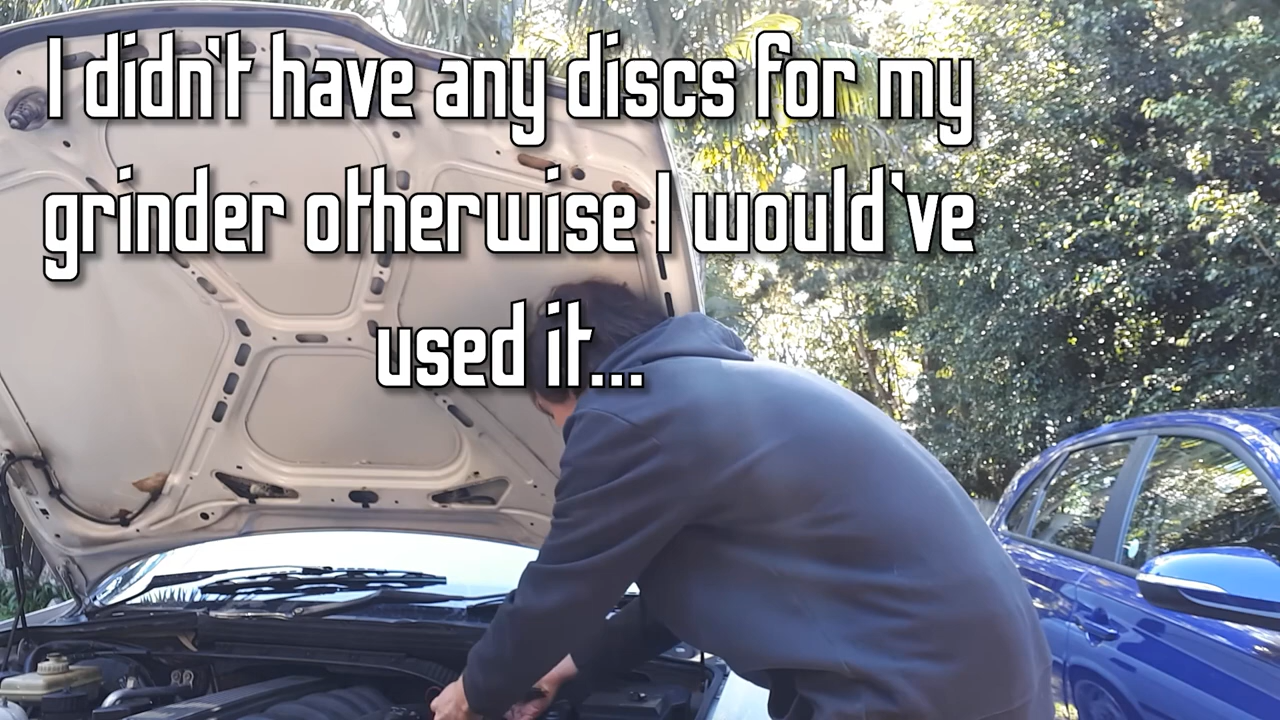 I didn't have any discs for my
grinder otherwise I would've
used it...